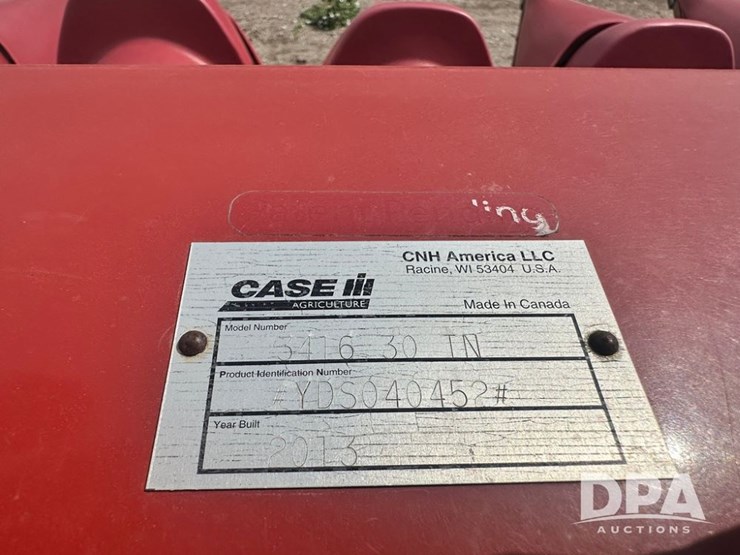 CNH America LLC
Racine, WI 53404 U.S.A.
CASE IH
AGRICULTURE
Made In Canada
Model Number
3416 30 IN
Product Identification Number
YDS040452#
Year Built
2013
DPA
AUCTIONS